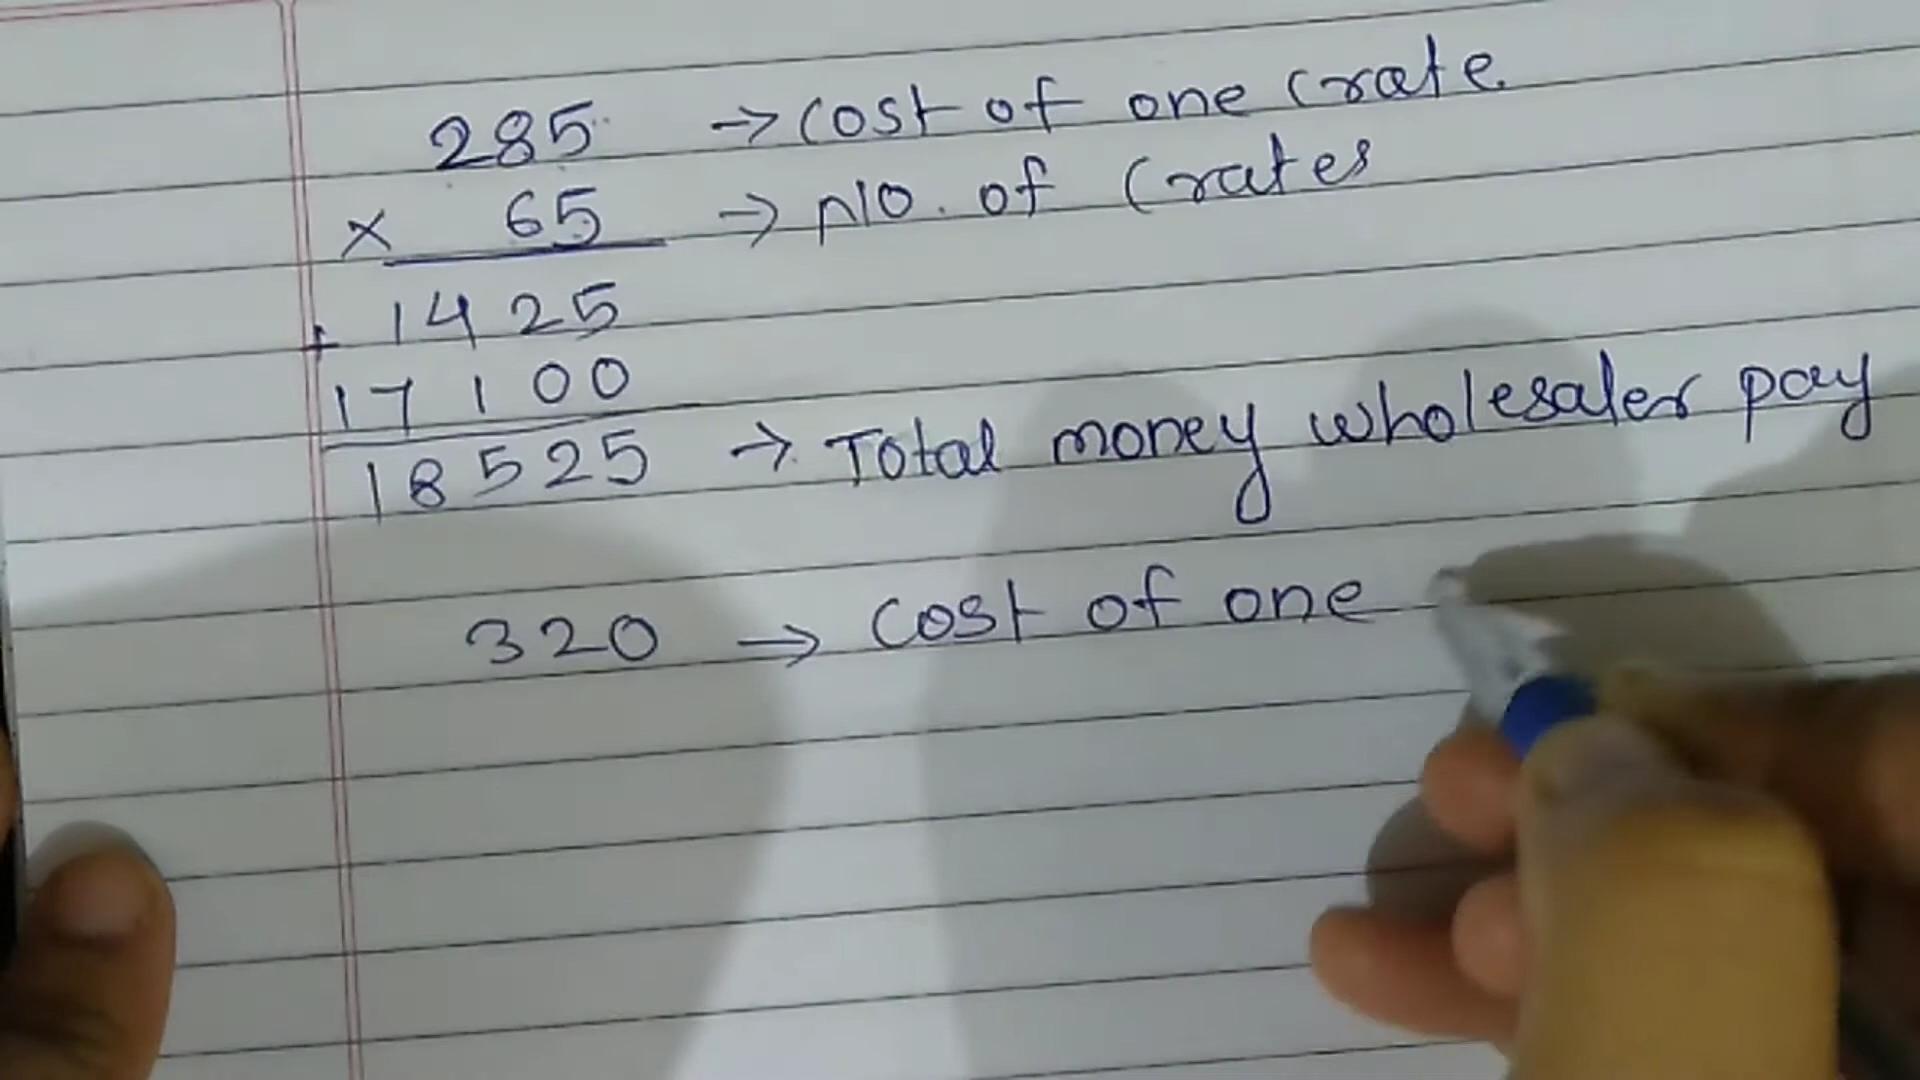 285 → Cost of one Crate.
× 65 → No. of Crates
1425
+
17100
18525 → Total money wholesaler pay
320 → Cost of one